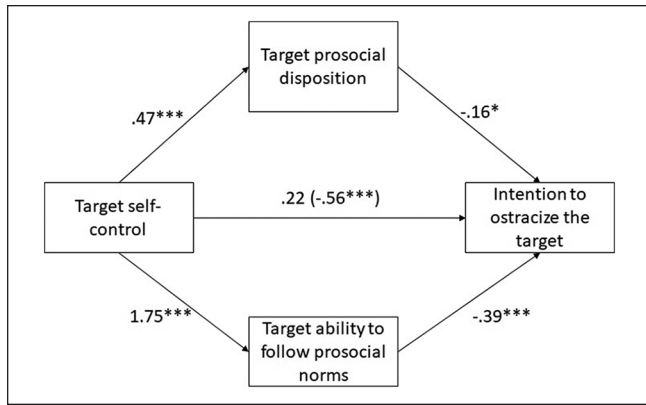 Target prosocial
disposition
.47***
-.16*
Target self-
control
.22 (-.56***)
Intention to
ostracize the
target
1.75***
-.39***
Target ability to
follow prosocial
norms